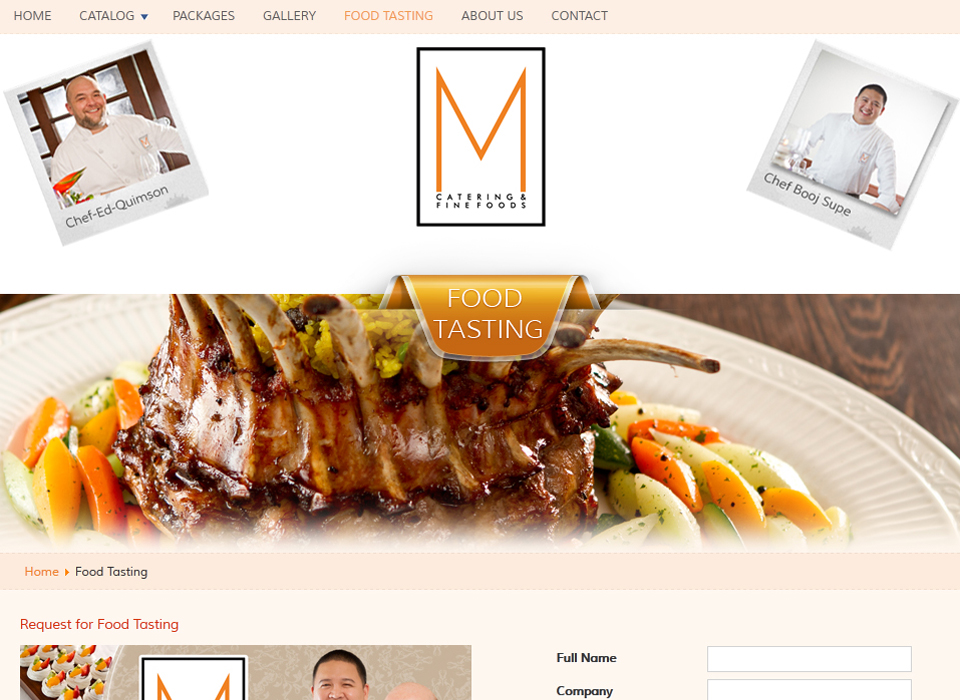 HOME CATALOG PACKAGES GALLERY FOOD TASTING ABOUT US CONTACT
Chef-Ed-Quimson
M
CATERING &
FINE FOODS
Chef Booj Supe
FOOD
TASTING
Home Food Tasting
Request for Food Tasting
M
Full Name
Company